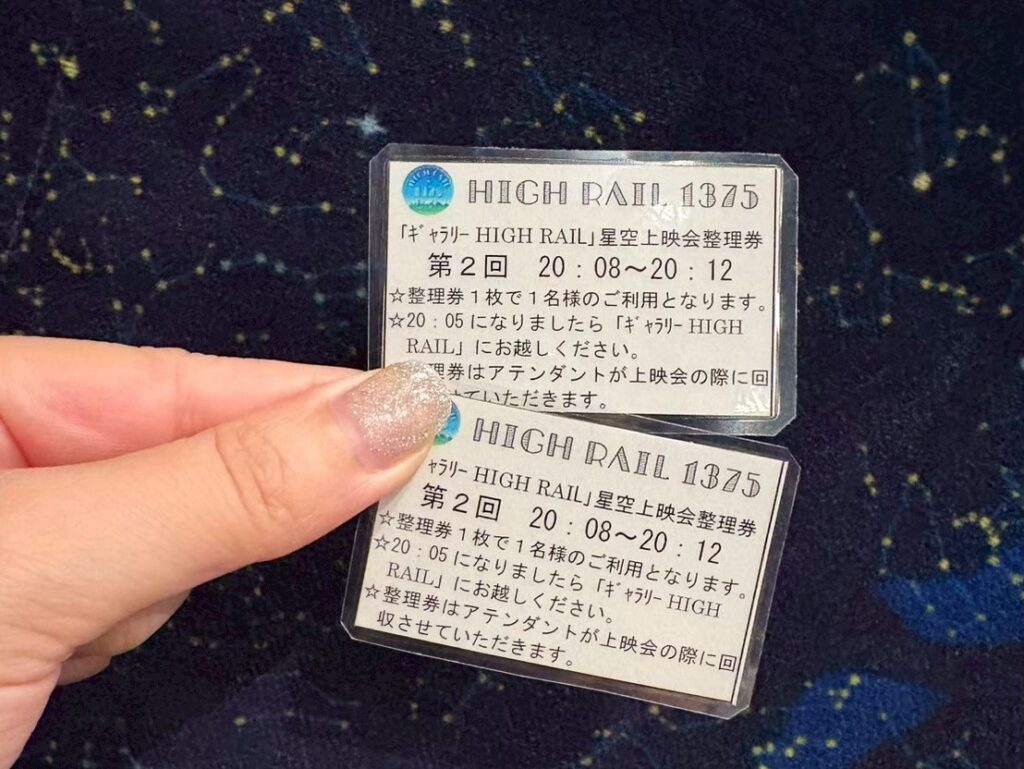 HIGH RAIL 1375
「ｷﾞｬﾗﾘｰ HIGH RAIL」星空上映会整理券
第２回 20：08～20：12
☆整理券１枚で１名様のご利用となります。
☆20：05 になりましたら「ｷﾞｬﾗﾘｰ HIGH
RAIL」にお越しください。
理券はアテンダントが上映会の際に回
せていただきます。
HIGH RAIL 1375
ｬﾗﾘｰ HIGH RAIL」星空上映会整理券
第２回 20：08～20：12
☆整理券１枚で１名様のご利用となります。
☆20：05 になりましたら「ｷﾞｬﾗﾘｰ HIGH
RAIL」にお越しください。
☆整理券はアテンダントが上映会の際に回
収させていただきます。